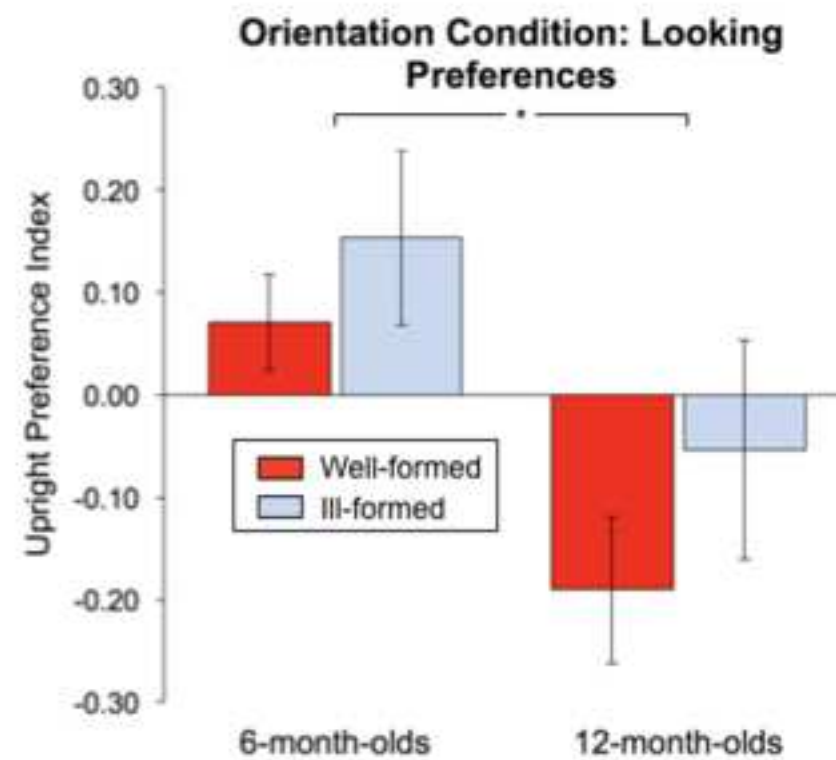 Orientation Condition: Looking
Preferences
*
Upright Preference Index
0.30
0.20
0.10
0.00
-0.10
-0.20
-0.30
Well-formed
Ill-formed
6-month-olds
12-month-olds